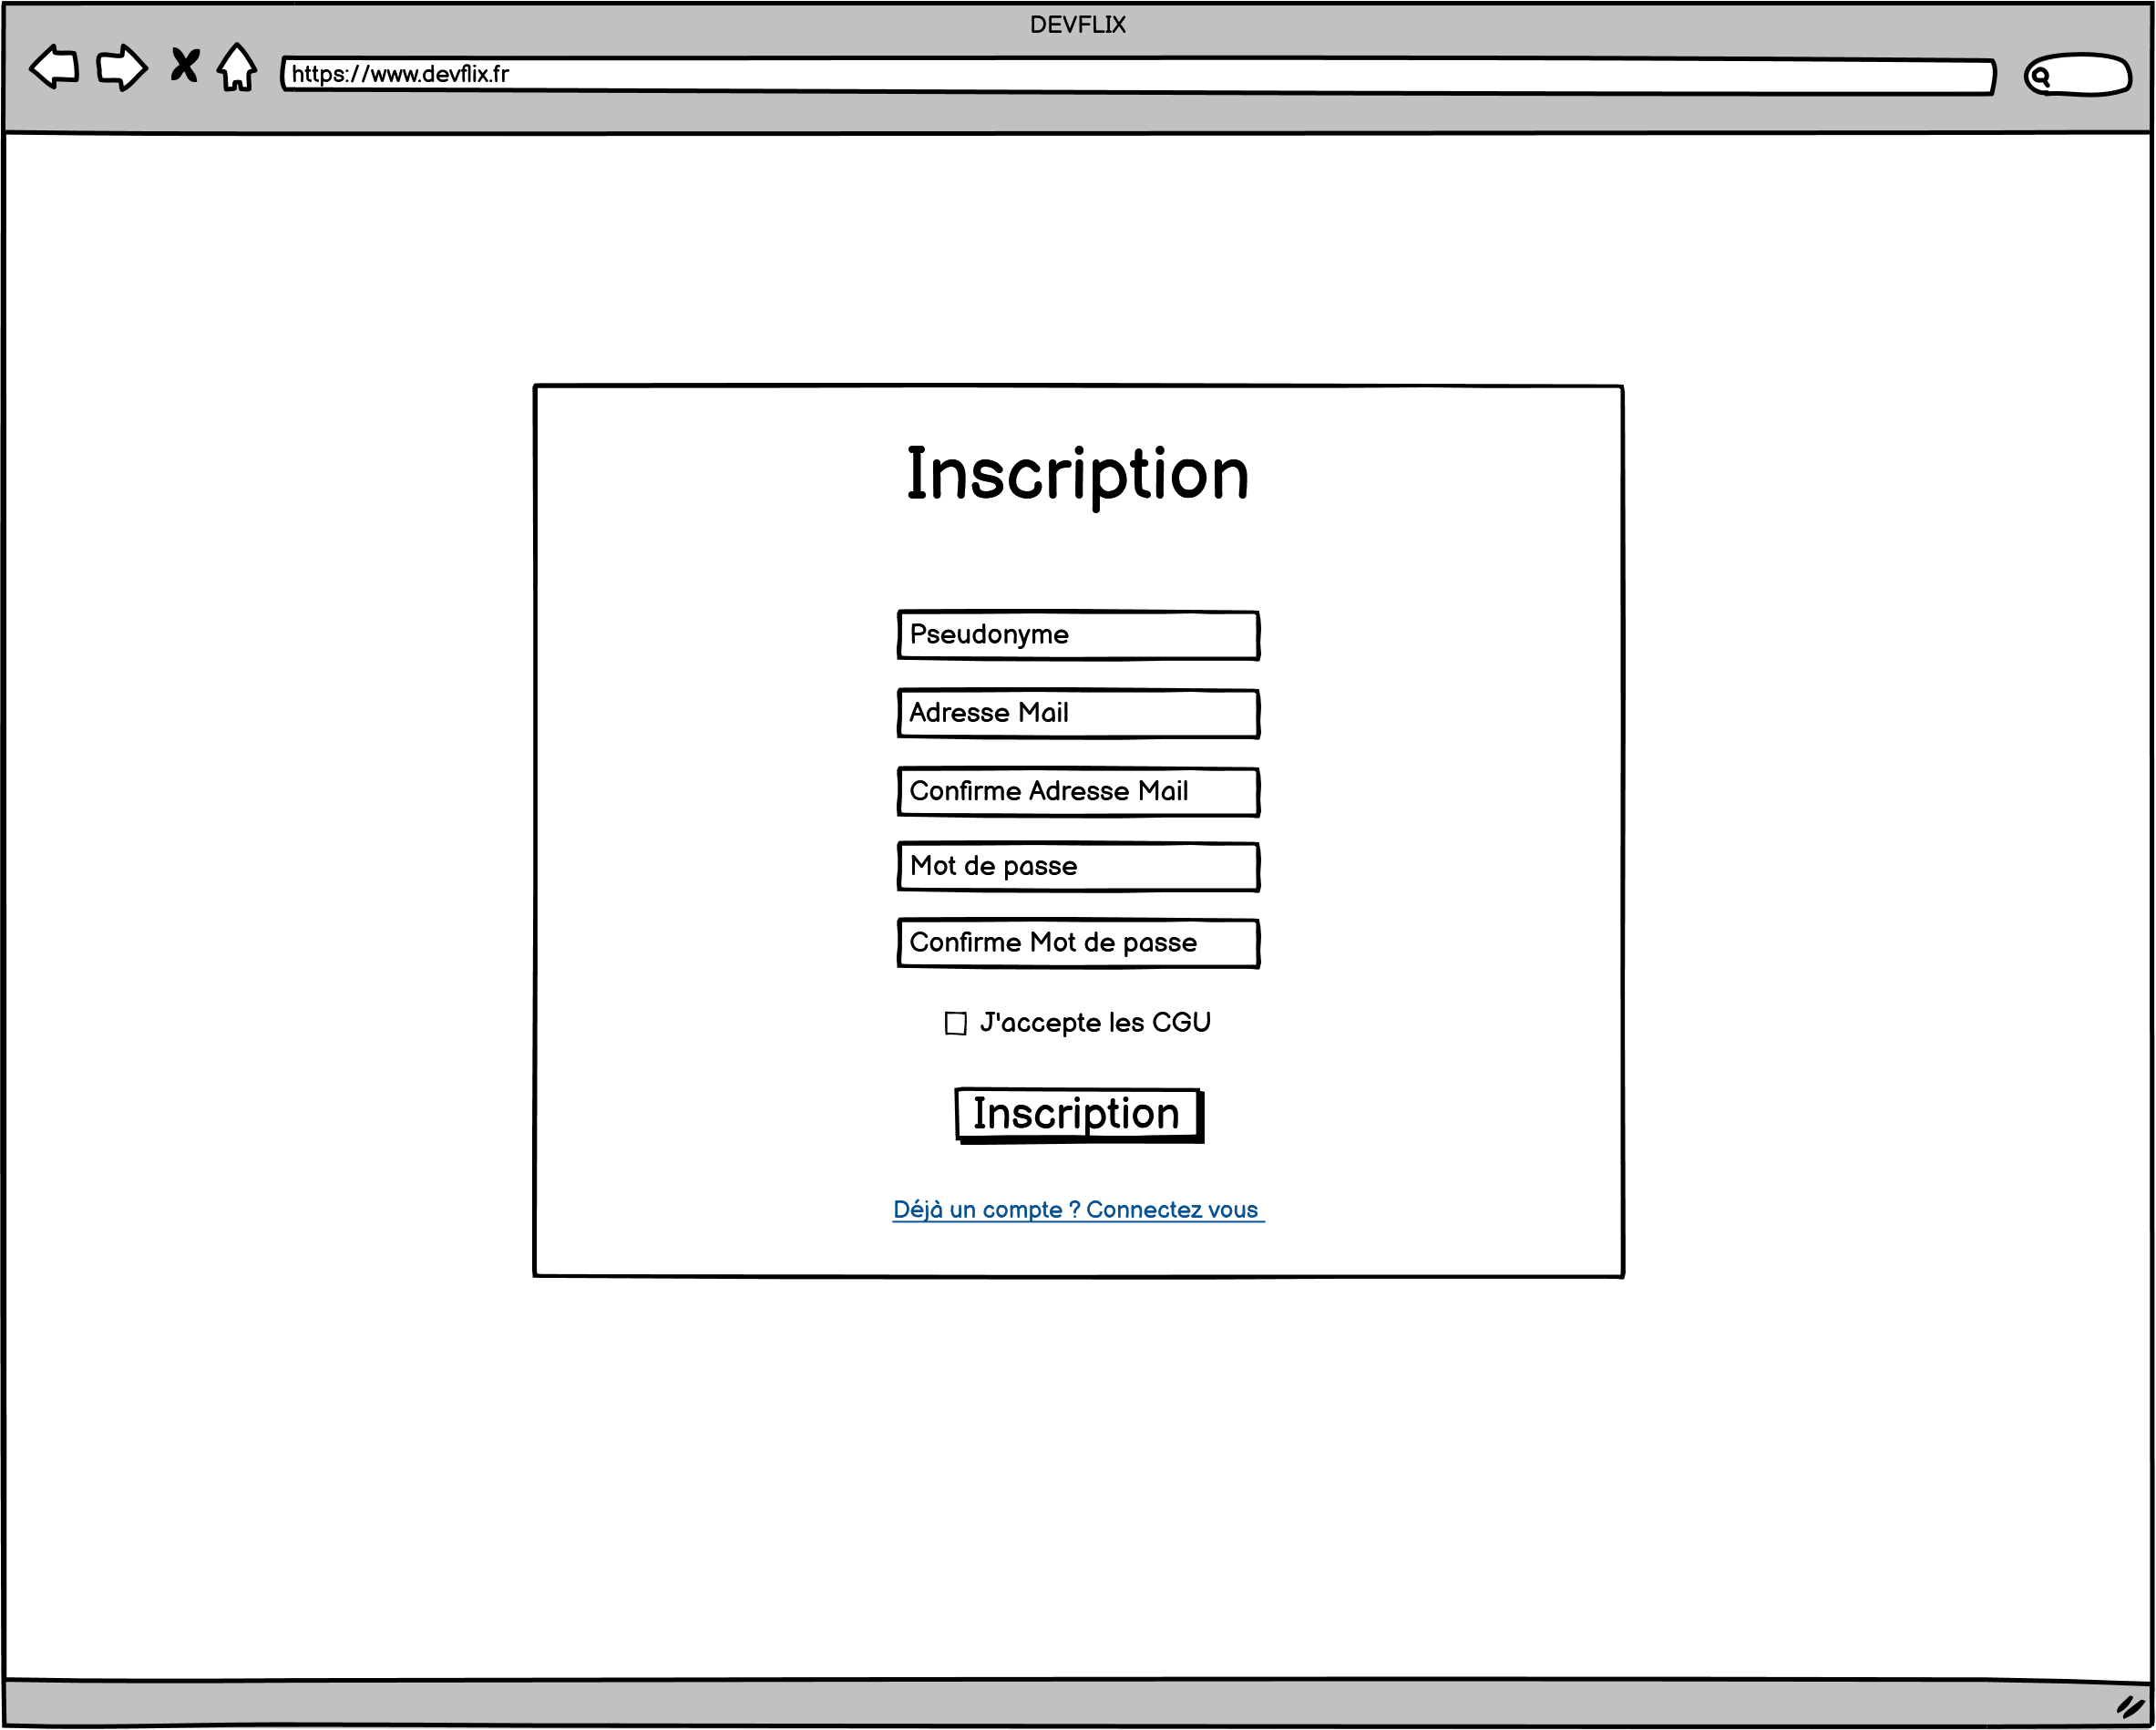 DEVFLIX
https://www.devflix.fr
Inscription
Pseudonyme
Adresse Mail
Confirme Adresse Mail
Mot de passe
Confirme Mot de passe
J'accepte les CGU
Inscription
Déjà un compte ? Connectez vous